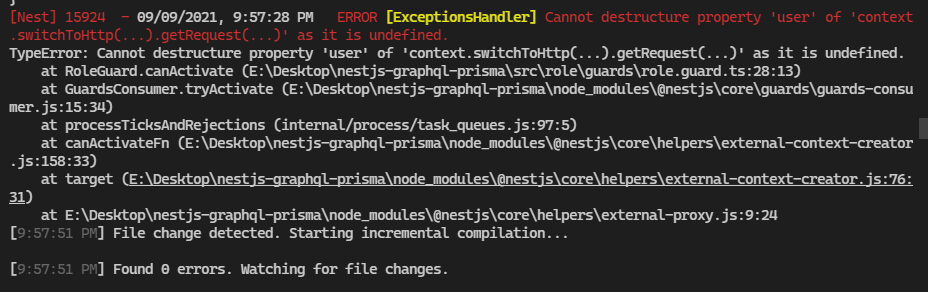 [Nest] 15924  - 09/09/2021, 9:57:28 PM   ERROR [ExceptionsHandler] Cannot destructure property 'user' of 'context
.switchToHttp(...).getRequest(...)' as it is undefined.
TypeError: Cannot destructure property 'user' of 'context.switchToHttp(...).getRequest(...)' as it is undefined.
    at RoleGuard.canActivate (E:\Desktop\nestjs-graphql-prisma\src\role\guards\role.guard.ts:28:13)
    at GuardsConsumer.tryActivate (E:\Desktop\nestjs-graphql-prisma\node_modules\@nestjs\core\guards\guards-consu
mer.js:15:34)
    at processTicksAndRejections (internal/process/task_queues.js:97:5)
    at canActivateFn (E:\Desktop\nestjs-graphql-prisma\node_modules\@nestjs\core\helpers\external-context-creator
.js:158:33)
    at target (E:\Desktop\nestjs-graphql-prisma\node_modules\@nestjs\core\helpers\external-context-creator.js:76:
31)
    at E:\Desktop\nestjs-graphql-prisma\node_modules\@nestjs\core\helpers\external-proxy.js:9:24
[9:57:51 PM] File change detected. Starting incremental compilation...
[9:57:51 PM] Found 0 errors. Watching for file changes.